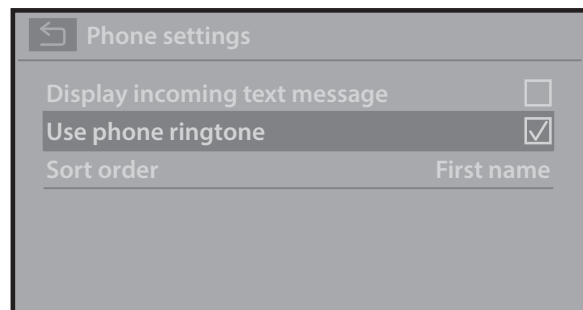 Phone settings
Display incoming text message
Use phone ringtone
Sort order First name